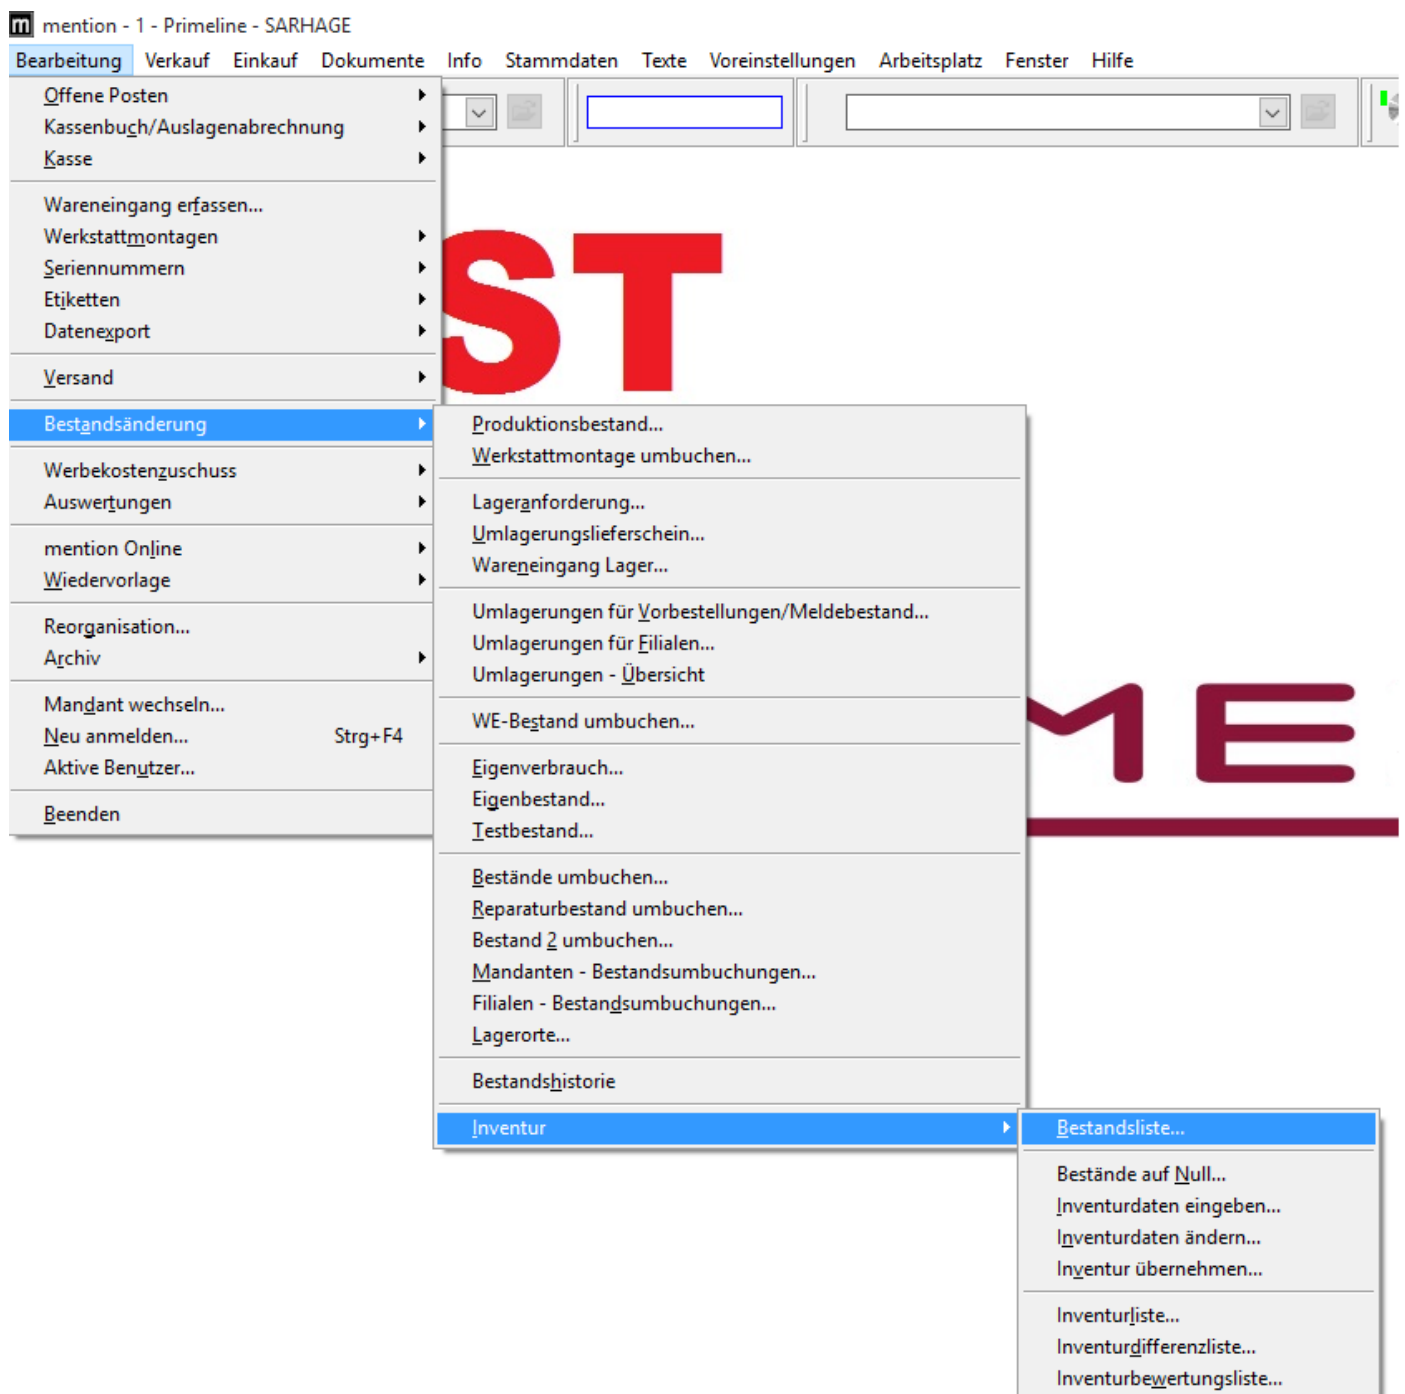 m mention - 1 - Primeline - SARHAGE
Bearbeitung Verkauf Einkauf Dokumente Info Stammdaten Texte Voreinstellungen Arbeitsplatz Fenster Hilfe
Offene Posten
Kassenbuch/Auslagenabrechnung
Kasse
Wareneingang erfassen...
Werkstattmontagen
Seriennummern
Etiketten
Datenexport
Versand
Bestandsänderung
Werbekostenzuschuss
Auswertungen
mention Online
Wiedervorlage
Reorganisation...
Archiv
Mandant wechseln...
Neu anmelden... Strg+F4
Aktive Benutzer...
Beenden
ST
Produktionsbestand...
Werkstattmontage umbuchen...
Lageranforderung...
Umlagerungslieferschein...
Wareneingang Lager...
Umlagerungen für Vorbestellungen/Meldebestand...
Umlagerungen für Filialen...
Umlagerungen - Übersicht
WE-Bestand umbuchen...
Eigenverbrauch...
Eigenbestand...
Testbestand...
Bestände umbuchen...
Reparaturbestand umbuchen...
Bestand 2 umbuchen...
Mandanten - Bestandsumbuchungen...
Filialen - Bestandsumbuchungen...
Lagerorte...
Bestandshistorie
Inventur
ME
Bestandsliste...
Bestände auf Null...
Inventurdaten eingeben...
Inventurdaten ändern...
Inventur übernehmen...
Inventurliste...
Inventurdifferenzliste...
Inventurbewertungsliste...